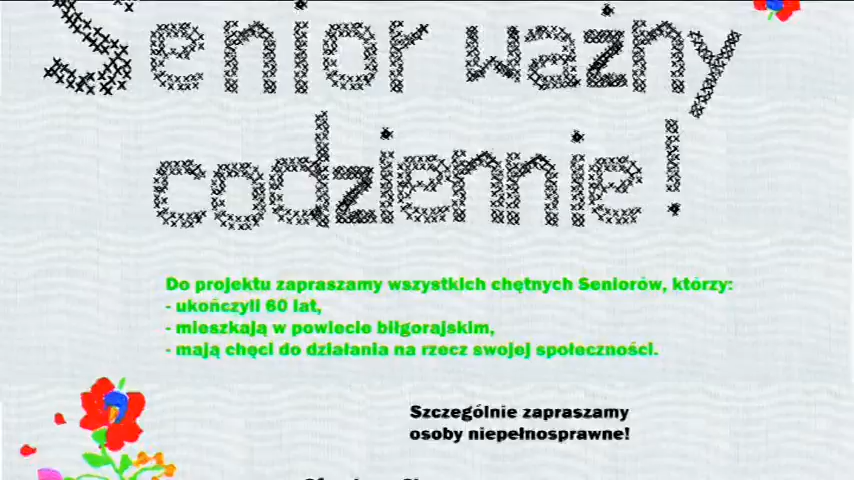 Senior ważny
codziennie!
Do projektu zapraszamy wszystkich chętnych Seniorów, którzy:
- ukończyli 60 lat,
- mieszkają w powiecie biłgorajskim,
- mają chęci do działania na rzecz swojej społeczności.
Szczególnie zapraszamy
osoby niepełnosprawne!